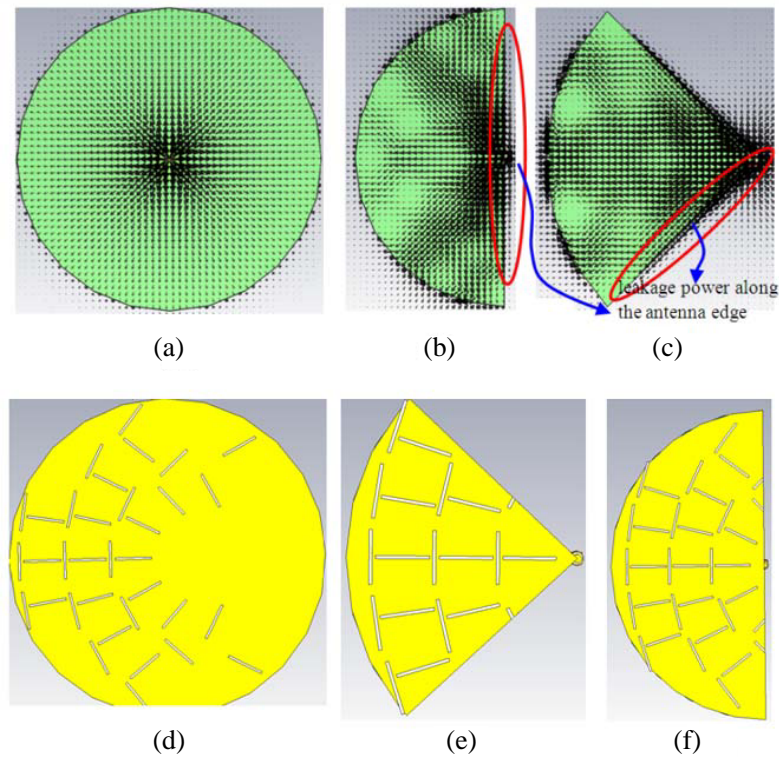 leakage power along
the antenna edge
(a)
(b)
(c)
(d)
(e)
(f)